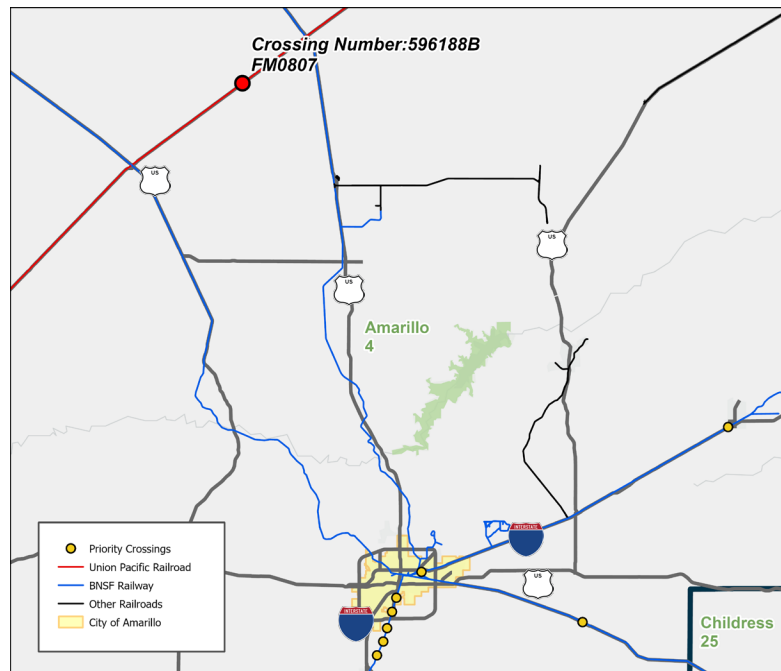 Crossing Number:596188B
FM0807
US
US
US
Amarillo
4
INTERSTATE
US
INTERSTATE
Childress
25
Priority Crossings
Union Pacific Railroad
BNSF Railway
Other Railroads
City of Amarillo